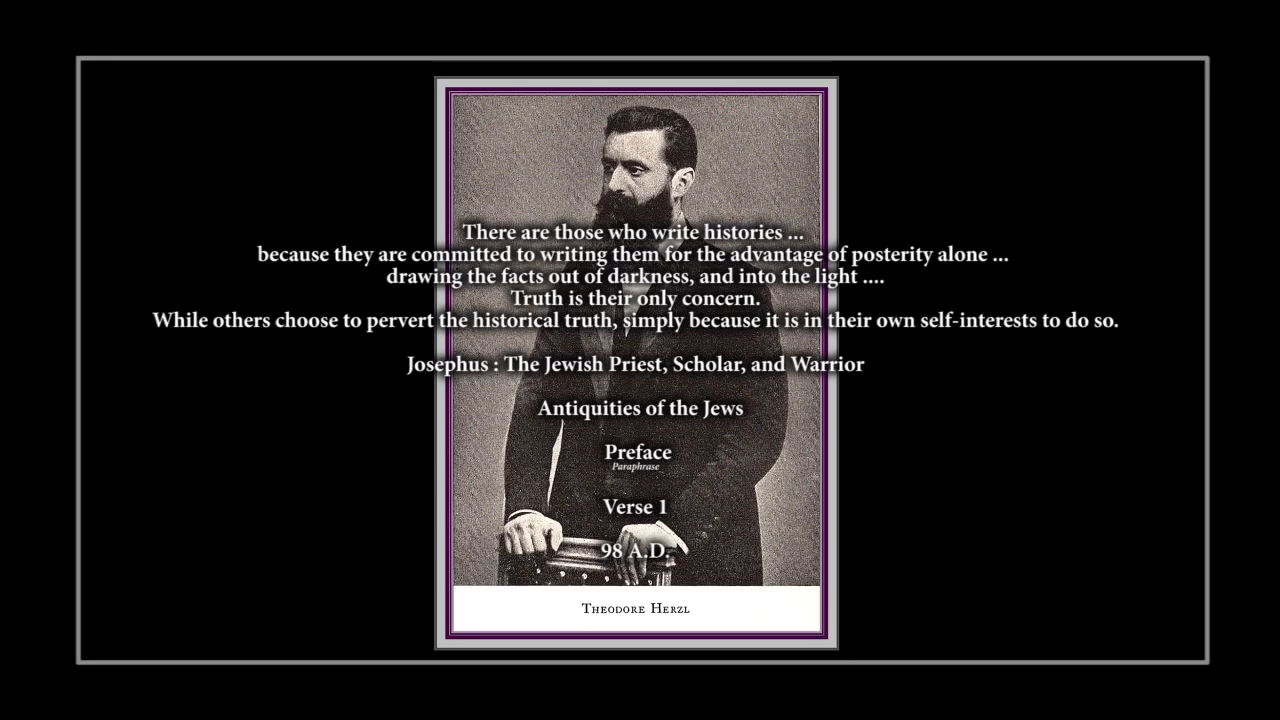 There are those who write histories ...
because they are committed to writing them for the advantage of posterity alone ...
drawing the facts out of darkness, and into the light ....
Truth is their only concern.
While others choose to pervert the historical truth, simply because it is in their own self-interests to do so.
Josephus : The Jewish Priest, Scholar, and Warrior
Antiquities of the Jews
Preface
Paraphrase
Verse 1
98 A.D.
Theodore Herzl